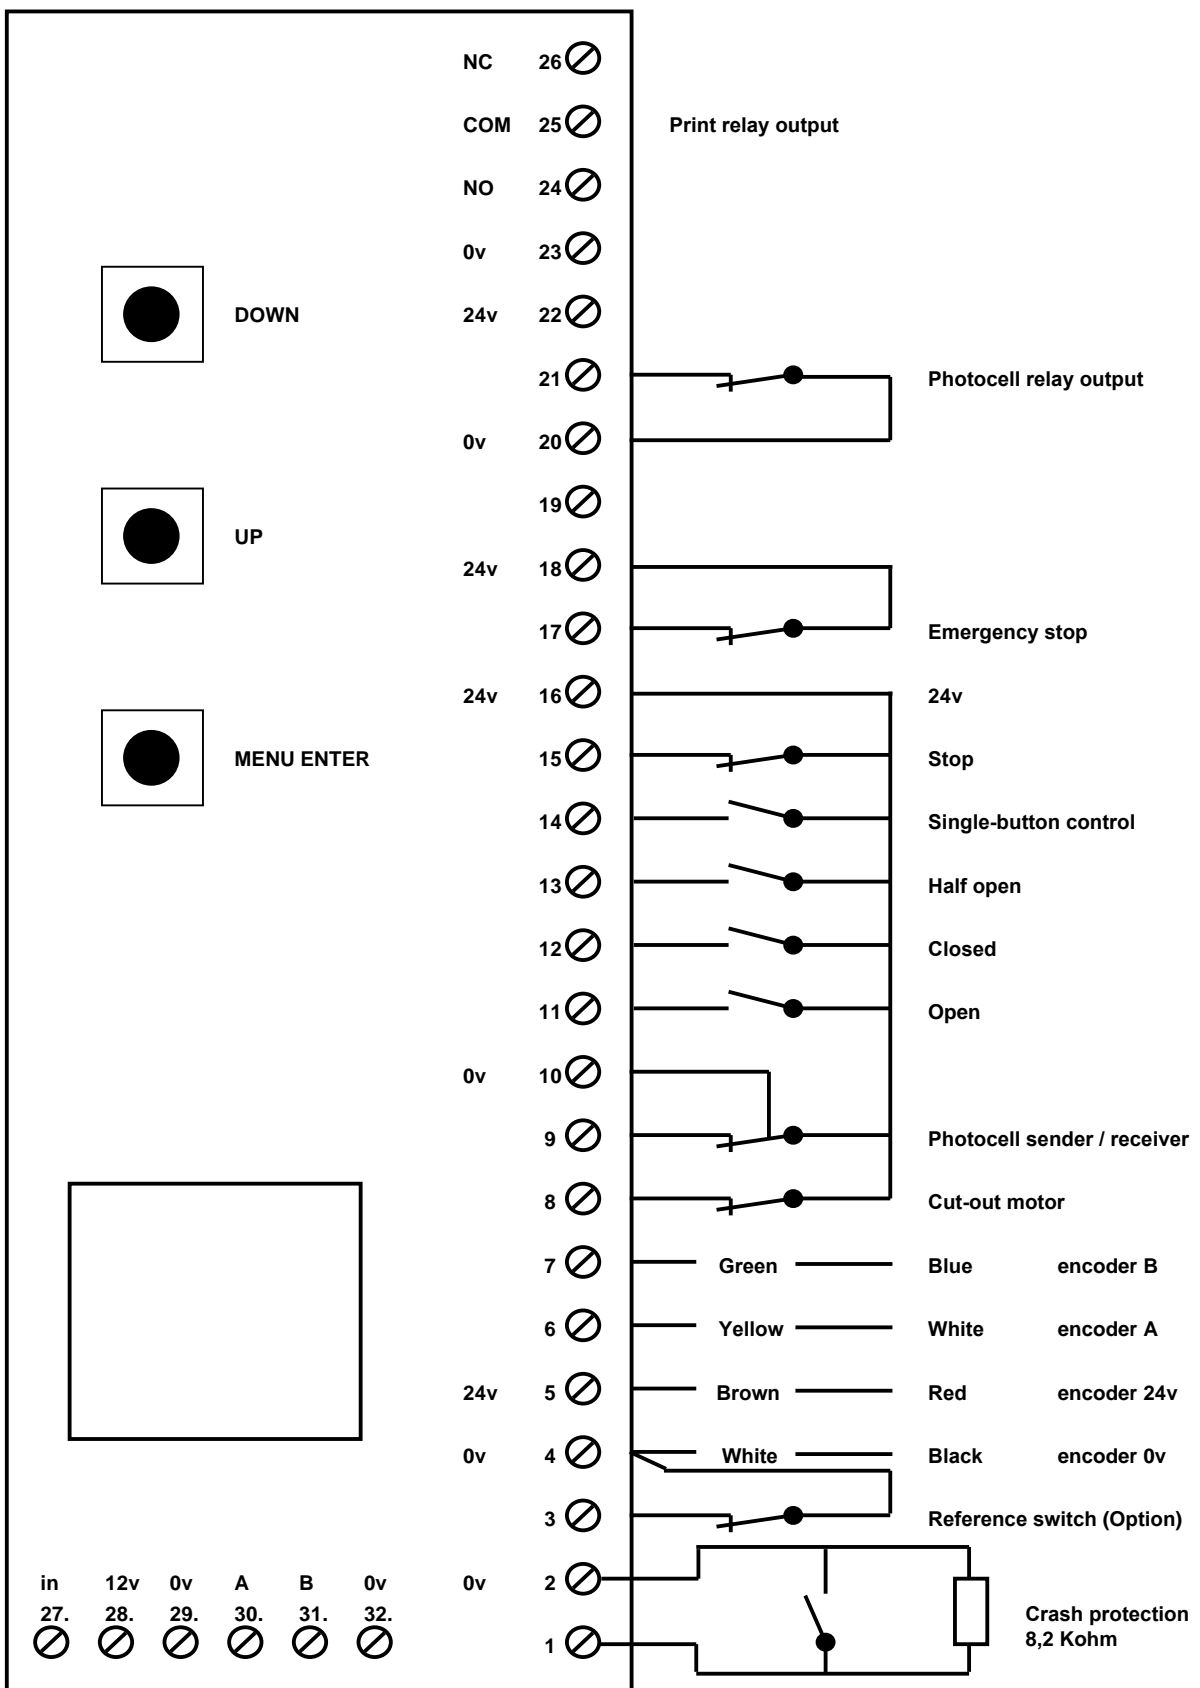 NC 26
COM 25 Print relay output
NO 24
0v 23
DOWN 24v 22
21 Photocell relay output
0v 20
19
UP
24v 18
17 Emergency stop
24v 16 24v
MENU ENTER 15 Stop
14 Single-button control
13 Half open
12 Closed
11 Open
0v 10
9 Photocell sender / receiver
8 Cut-out motor
7 Green Blue encoder B
6 Yellow White encoder A
24v 5 Brown Red encoder 24v
0v 4 White Black encoder 0v
3 Reference switch (Option)
in 12v 0v A B 0v 0v 2
27. 28. 29. 30. 31. 32. Crash protection
1 8,2 Kohm